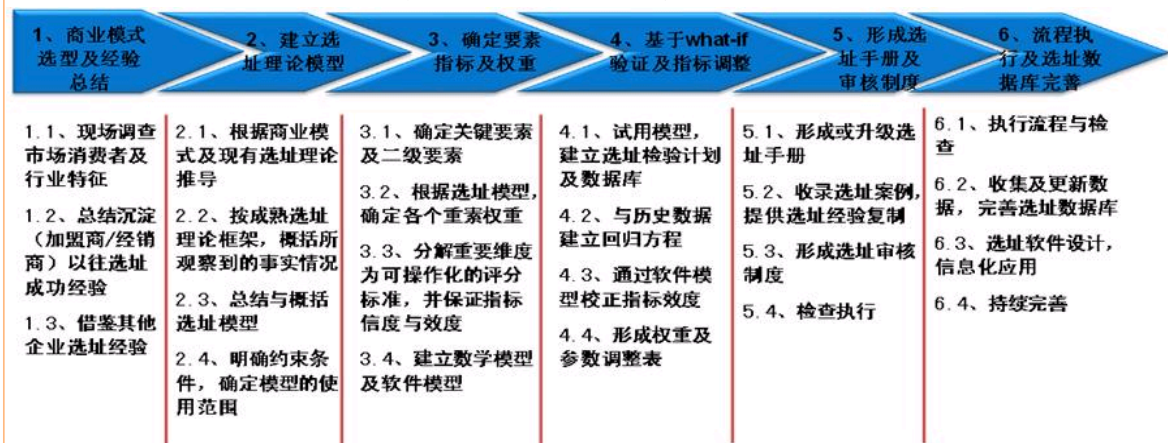 1、商业模式
选型及经验
总结
2、建立选
址理论模型
3、确定要素
指标及权重
4、基于what-if
验证及指标调整
5、形成选
址手册及
审核制度
6、流程执
行及选址数
据库完善
1.1、现场调查
市场消费者及
行业特征
1.2、总结沉淀
（加盟商/经销
商）以往选址
成功经验
1.3、借鉴其他
企业选址经验
2.1、根据商业模
式及现有选址理论
推导
2.2、按成熟选址
理论框架，概括所
观察到的事实情况
2.3、总结与概括
选址模型
2.4、明确约束条
件，确定模型的使
用范围
3.1、确定关键要素
及二级要素
3.2、根据选址模型，
确定各个重素权重
3.3、分解重要维度
为可操作化的评分
标准，并保证指标
信度与效度
3.4、建立数学模型
及软件模型
4.1、试用模型，
建立选址检验计划
及数据库
4.2、与历史数据
建立回归方程
4.3、通过软件模
型校正指标效度
4.4、形成权重及
参数调整表
5.1、形成或升级选
址手册
5.2、收录选址案例，
提供选址经验复制
5.3、形成选址审核
制度
5.4、检查执行
6.1、执行流程与检
查
6.2、收集及更新数
据，完善选址数据库
6.3、选址软件设计，
信息化应用
6.4、持续完善